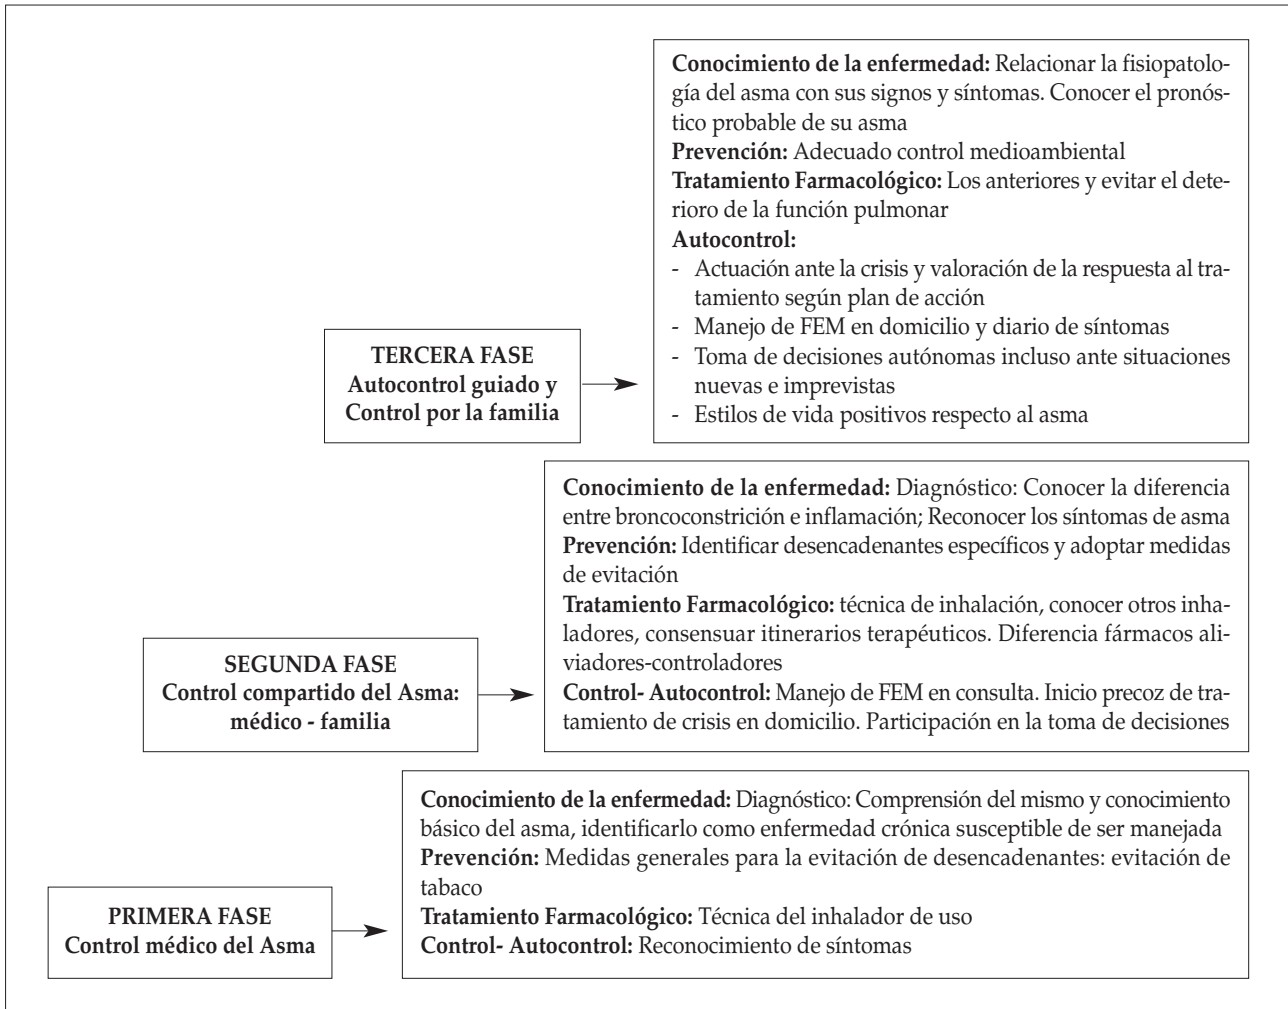 Conocimiento de la enfermedad: Relacionar la fisiopatolo-
gía del asma con sus signos y síntomas. Conocer el pronós-
tico probable de su asma
Prevención: Adecuado control medioambiental
Tratamiento Farmacológico: Los anteriores y evitar el dete-
rioro de la función pulmonar
Autocontrol:
- Actuación ante la crisis y valoración de la respuesta al tra-
tamiento según plan de acción
- Manejo de FEM en domicilio y diario de síntomas
- Toma de decisiones autónomas incluso ante situaciones
nuevas e imprevistas
- Estilos de vida positivos respecto al asma
TERCERA FASE
Autocontrol guiado y
Control por la familia
Conocimiento de la enfermedad: Diagnóstico: Conocer la diferencia
entre broncoconstrición e inflamación; Reconocer los síntomas de asma
Prevención: Identificar desencadenantes específicos y adoptar medidas
de evitación
Tratamiento Farmacológico: técnica de inhalación, conocer otros inha-
ladores, consensuar itinerarios terapéuticos. Diferencia fármacos ali-
viadores-controladores
Control- Autocontrol: Manejo de FEM en consulta. Inicio precoz de tra-
tamiento de crisis en domicilio. Participación en la toma de decisiones
SEGUNDA FASE
Control compartido del Asma:
médico - familia
Conocimiento de la enfermedad: Diagnóstico: Comprensión del mismo y conocimiento
básico del asma, identificarlo como enfermedad crónica susceptible de ser manejada
Prevención: Medidas generales para la evitación de desencadenantes: evitación de
tabaco
Tratamiento Farmacológico: Técnica del inhalador de uso
Control- Autocontrol: Reconocimiento de síntomas
PRIMERA FASE
Control médico del Asma